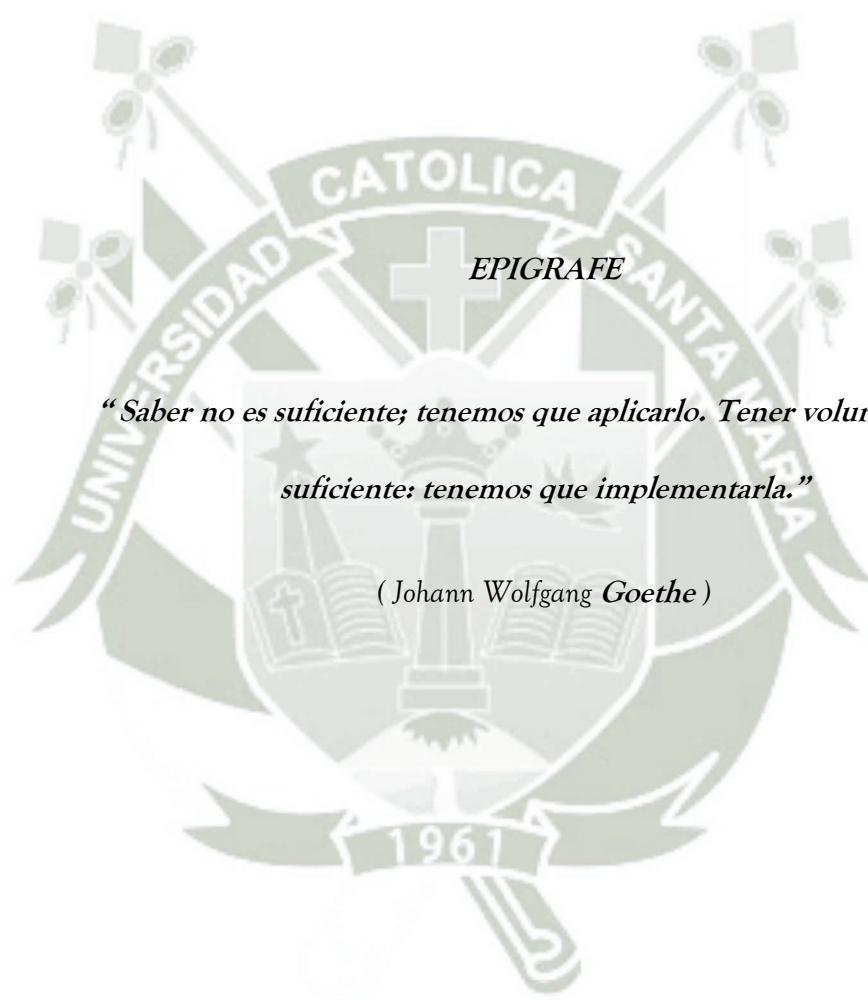 CATOLICA
UNIVERSIDAD
SANTA MARIA
EPIGRAFE
“ Saber no es suficiente; tenemos que aplicarlo. Tener
suficiente: tenemos que implementarla.”
( Johann Wolfgang Goethe )
1961